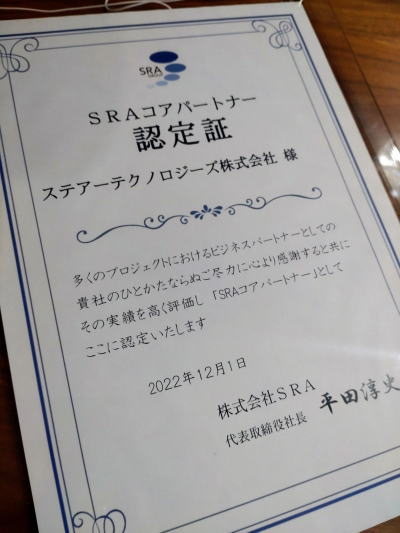 SRA
SRAコアパートナー
認定証
ステアーテクノロジーズ株式会社 様
多くのプロジェクトにおけるビジネスパートナーとしての
貴社のひとかたならぬご尽力に心より感謝すると共に
その実績を高く評価し「SRAコアパートナー」として
ここに認定いたします
2022年12月1日
株式会社SRA
代表取締役社長 平田淳史